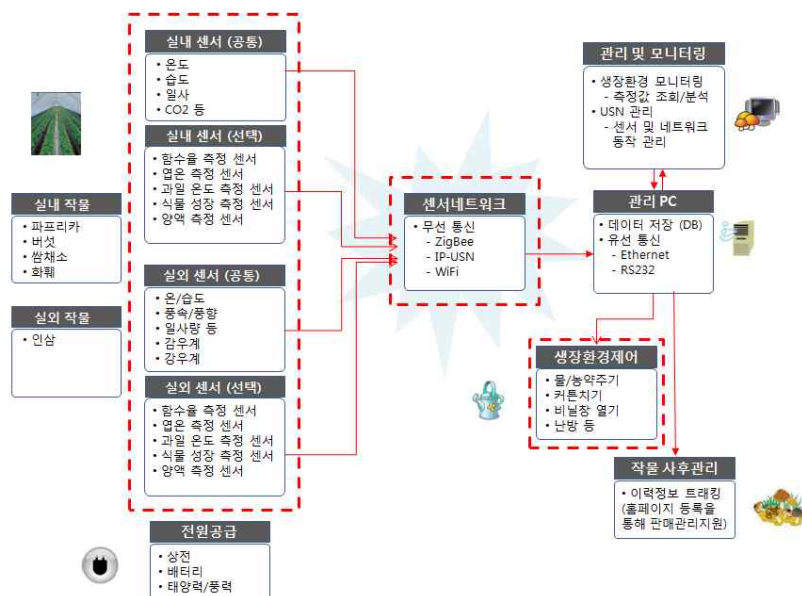 실내 센서 (공통)
• 온도
• 습도
• 일사
• CO2 등
실내 센서 (선택)
• 함수율 측정 센서
• 엽온 측정 센서
• 과일 온도 측정 센서
• 식물 성장 측정 센서
• 양액 측정 센서
실내 작물
• 파프리카
• 버섯
• 쌈채소
• 화훼
실외 작물
• 인삼
실외 센서 (공통)
• 온/습도
• 풍속/풍향
• 일사량 등
• 감우계
• 강우계
실외 센서 (선택)
• 함수율 측정 센서
• 엽온 측정 센서
• 과일 온도 측정 센서
• 식물 성장 측정 센서
• 양액 측정 센서
전원공급
• 상전
• 배터리
• 태양력/풍력
센서네트워크
• 무선 통신
- ZigBee
- IP-USN
- WiFi
관리 및 모니터링
• 생장환경 모니터링
- 측정값 조회/분석
• USN 관리
- 센서 및 네트워크
동작 관리
관리 PC
• 데이터 저장 (DB)
• 유선 통신
- Ethernet
- RS232
생장환경제어
• 물/농약주기
• 커튼치기
• 비닐창 열기
• 난방 등
작물 사후관리
• 이력정보 트래킹
(홈페이지 등록을
통해 판매관리지원)